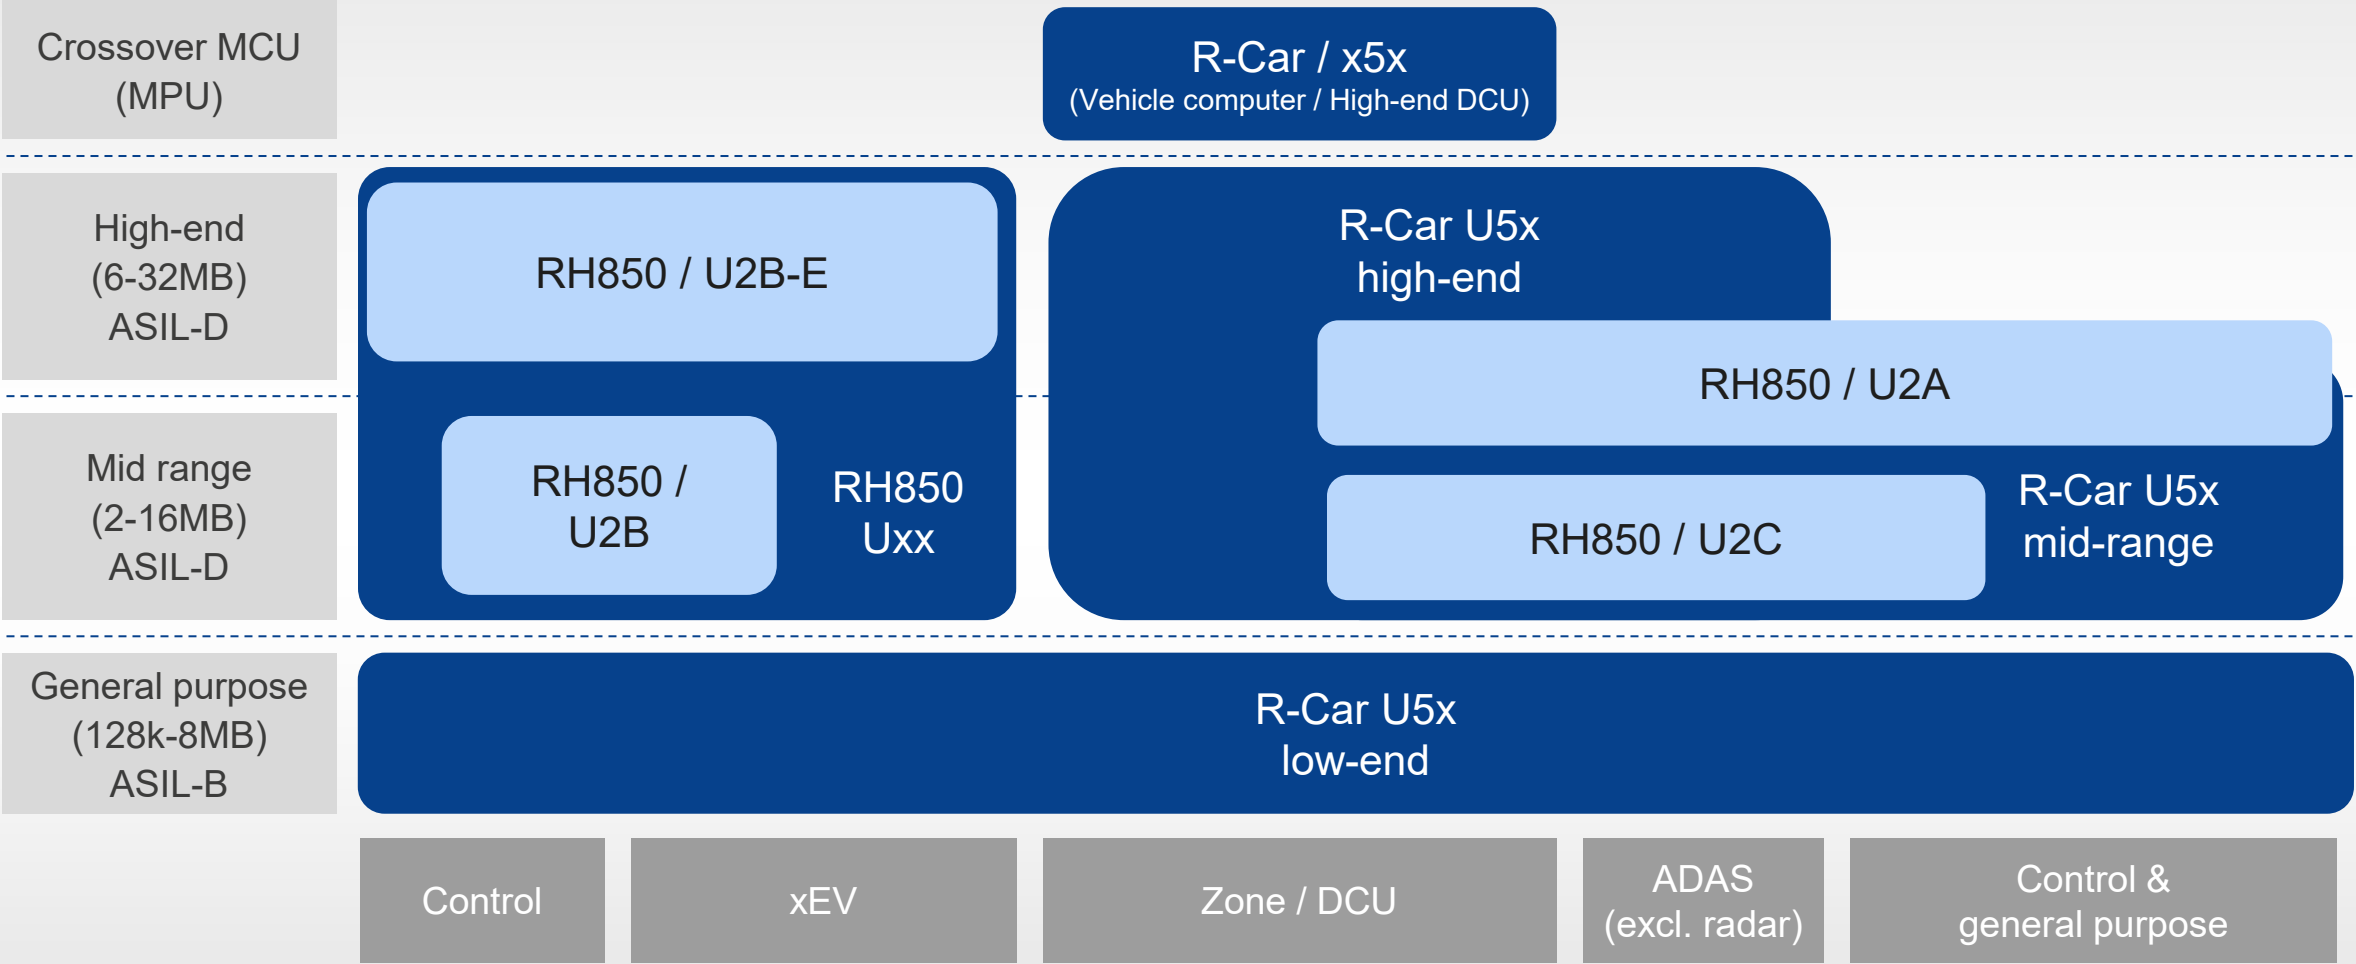 Crossover MCU
(MPU)
R-Car / x5x
(Vehicle computer / High-end DCU)
High-end
(6-32MB)
ASIL-D
RH850 / U2B-E
R-Car U5x
high-end
RH850 / U2A
Mid range
(2-16MB)
ASIL-D
RH850 /
U2B
RH850
Uxx
RH850 / U2C
R-Car U5x
mid-range
General purpose
(128k-8MB)
ASIL-B
R-Car U5x
low-end
Control
xEV
Zone / DCU
ADAS
(excl. radar)
Control &
general purpose